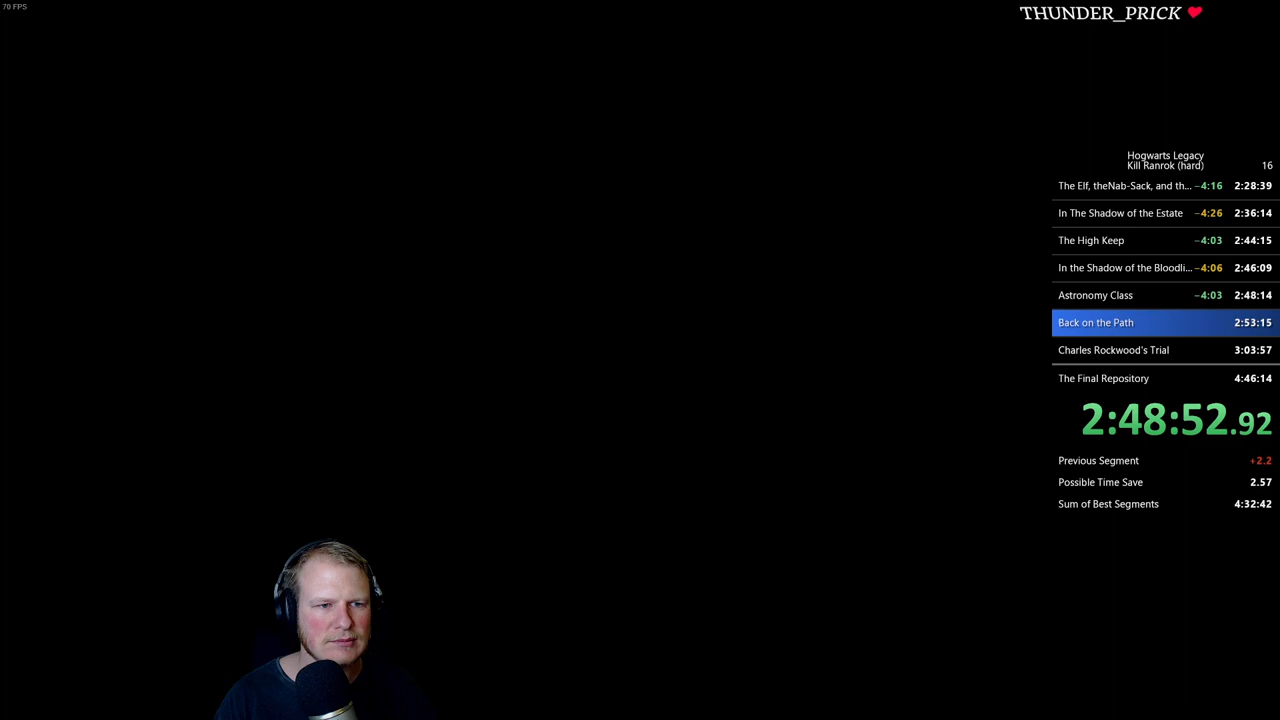 70 FPS
THUNDER_PRICK ❤
Hogwarts Legacy
Kill Ranrok (hard) 16
The Elf, theNab-Sack, and th... −4:16 2:28:39
In The Shadow of the Estate −4:26 2:36:14
The High Keep −4:03 2:44:15
In the Shadow of the Bloodli... −4:06 2:46:09
Astronomy Class −4:03 2:48:14
Back on the Path 2:53:15
Charles Rockwood's Trial 3:03:57
The Final Repository 4:46:14
2:48:52.92
Previous Segment +2.2
Possible Time Save 2.57
Sum of Best Segments 4:32:42